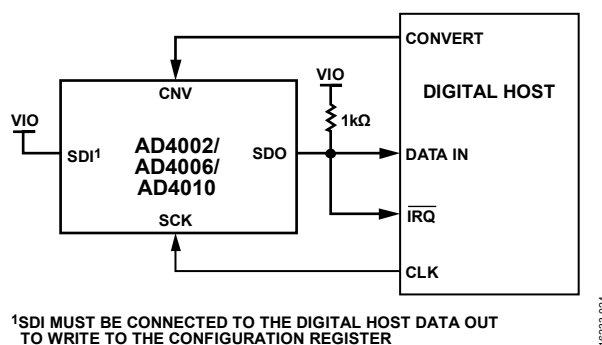 CONVERT
VIO
DIGITAL HOST
CNV
VIO
1kΩ
AD4002/
AD4006/
AD4010
SDI¹
SDO
DATA IN
SCK
IRQ
CLK
¹SDI MUST BE CONNECTED TO THE DIGITAL HOST DATA OUT
TO WRITE TO THE CONFIGURATION REGISTER